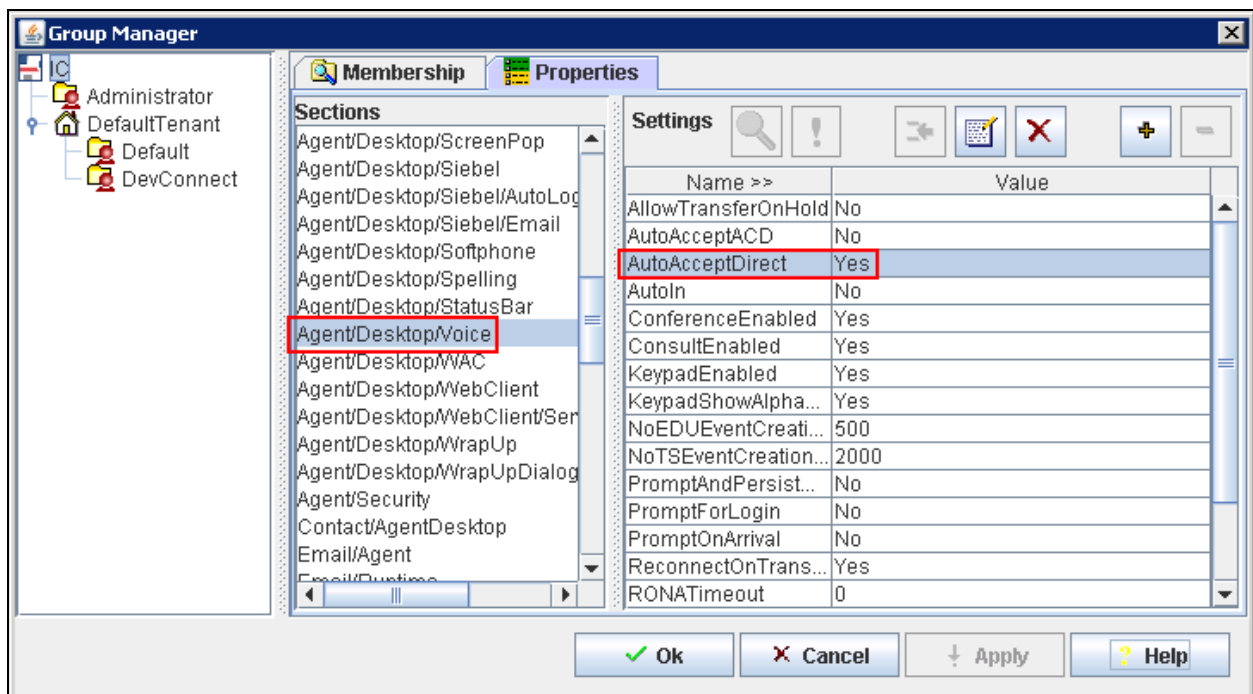 Group Manager
IC
Administrator
DefaultTenant
Default
DevConnect
Membership
Properties
Sections
Agent/Desktop/ScreenPop
Agent/Desktop/Siebel
Agent/Desktop/Siebel/AutoLog
Agent/Desktop/Siebel/Email
Agent/Desktop/Softphone
Agent/Desktop/Spelling
Agent/Desktop/StatusBar
Agent/Desktop/Voice
Agent/Desktop/WAC
Agent/Desktop/WebClient
Agent/Desktop/WebClient/Ser
Agent/Desktop/WrapUp
Agent/Desktop/WrapUpDialog
Agent/Security
Contact/AgentDesktop
Email/Agent
Email/Runtime
Settings
Name >> Value
AllowTransferOnHold No
AutoAcceptACD No
AutoAcceptDirect Yes
AutoIn No
ConferenceEnabled Yes
ConsultEnabled Yes
KeypadEnabled Yes
KeypadShowAlpha... Yes
NoEDUEventCreati... 500
NoTSEventCreation... 2000
PromptAndPersist... No
PromptForLogin No
PromptOnArrival No
ReconnectOnTrans... Yes
RONATimeout 0
Ok
Cancel
Apply
Help